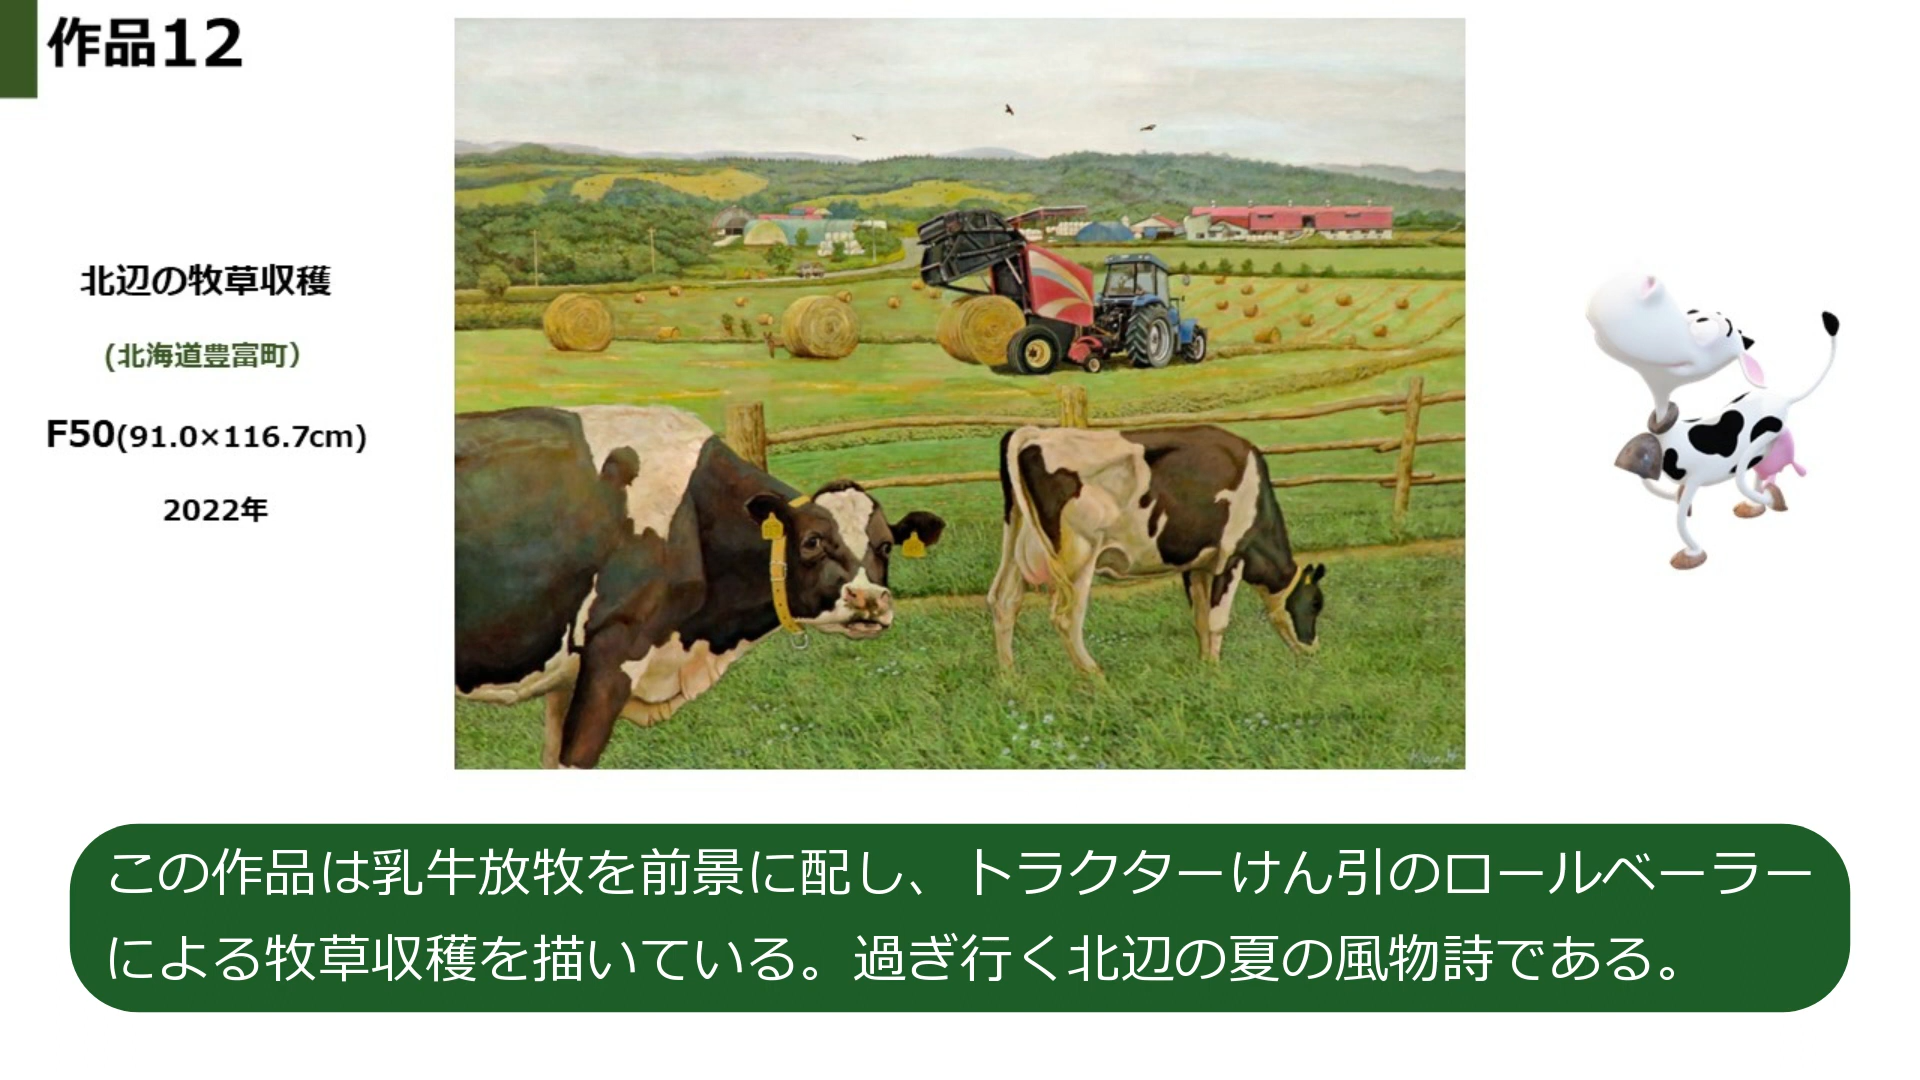 作品12
北辺の牧草収穫
(北海道豊富町）
F50(91.0×116.7cm)
2022年
この作品は乳牛放牧を前景に配し、トラクターけん引のロールベーラー
による牧草収穫を描いている。過ぎ行く北辺の夏の風物詩である。